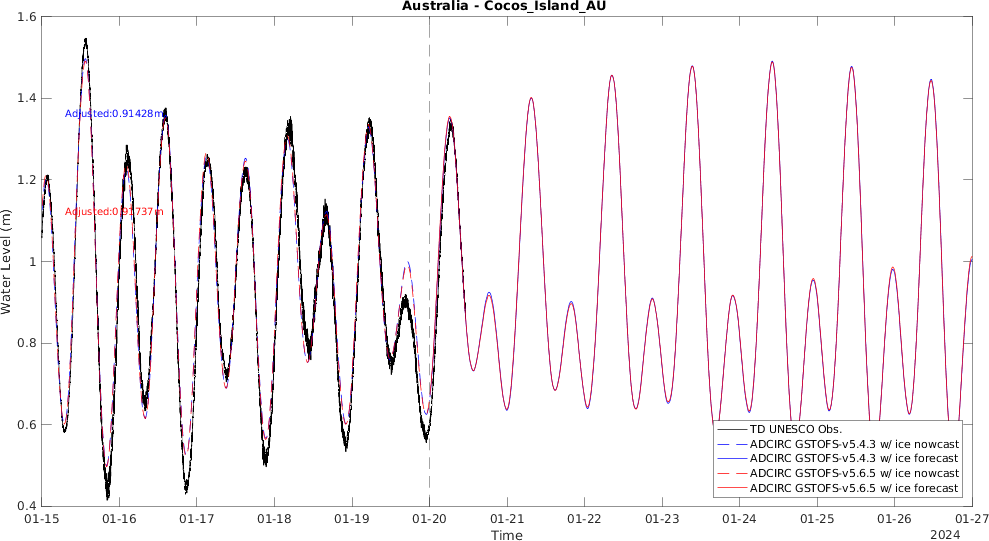 Australia - Cocos_Island_AU
1.6
1.4
1.2
1
0.8
0.6
0.4
Water Level (m)
Adjusted:0.91428m
Adjusted:0.91737m
TD UNESCO Obs.
ADCIRC GSTOFS-v5.4.3 w/ ice nowcast
ADCIRC GSTOFS-v5.4.3 w/ ice forecast
ADCIRC GSTOFS-v5.6.5 w/ ice nowcast
ADCIRC GSTOFS-v5.6.5 w/ ice forecast
01-15 01-16 01-17 01-18 01-19 01-20 01-21 01-22 01-23 01-24 01-25 01-26 01-27
Time
2024